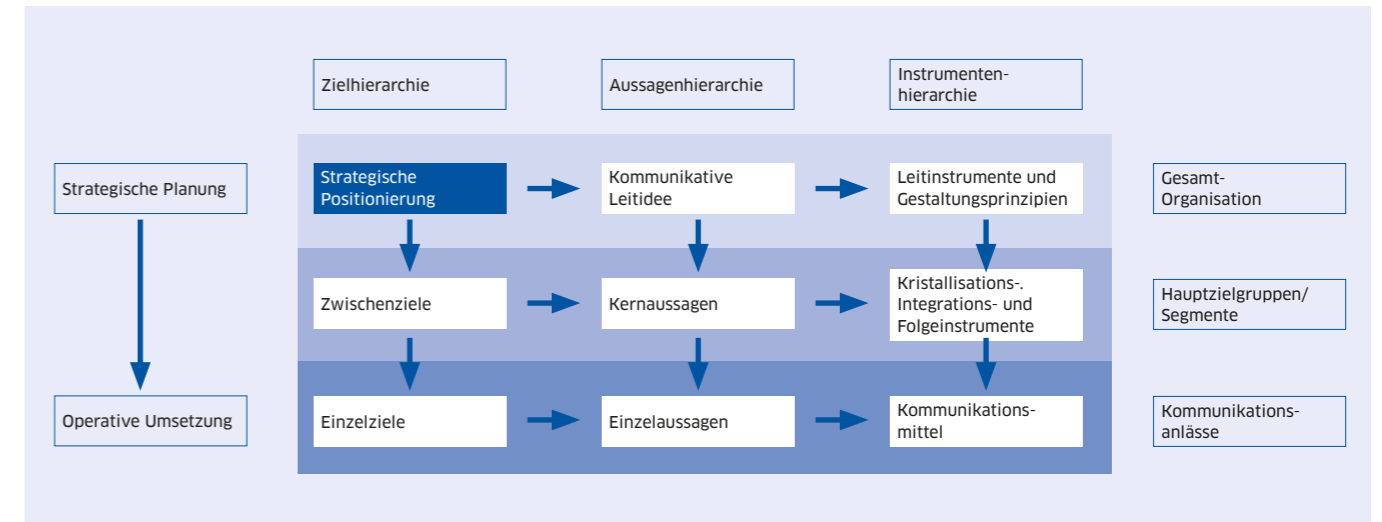 Zielhierarchie
Aussagenhierarchie
Instrumenten-
hierarchie
Strategische Planung
Strategische
Positionierung
Kommunikative
Leitidee
Leitinstrumente und
Gestaltungsprinzipien
Gesamt-
Organisation
Zwischenziele
Kernaussagen
Kristallisations-.
Integrations- und
Folgeinstrumente
Hauptzielgruppen/
Segmente
Operative Umsetzung
Einzelziele
Einzelaussagen
Kommunikations-
mittel
Kommunikations-
anlässe